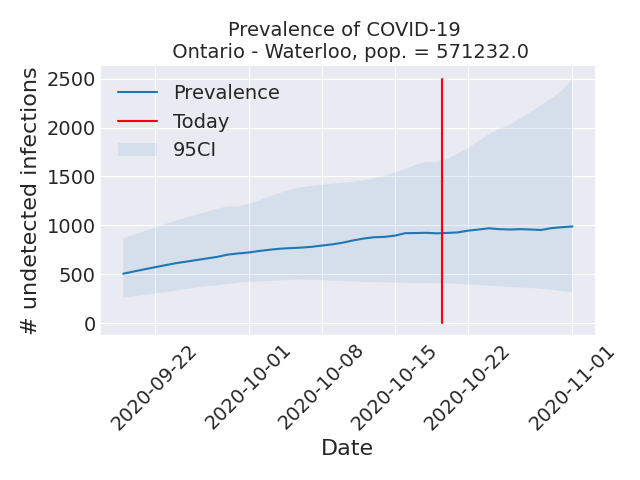 Prevalence of COVID-19
Ontario - Waterloo, pop. = 571232.0
# undetected infections
2500
2000
1500
1000
500
0
Prevalence
Today
95CI
2020-09-22
2020-10-01
2020-10-08
2020-10-15
2020-10-22
2020-11-01
Date